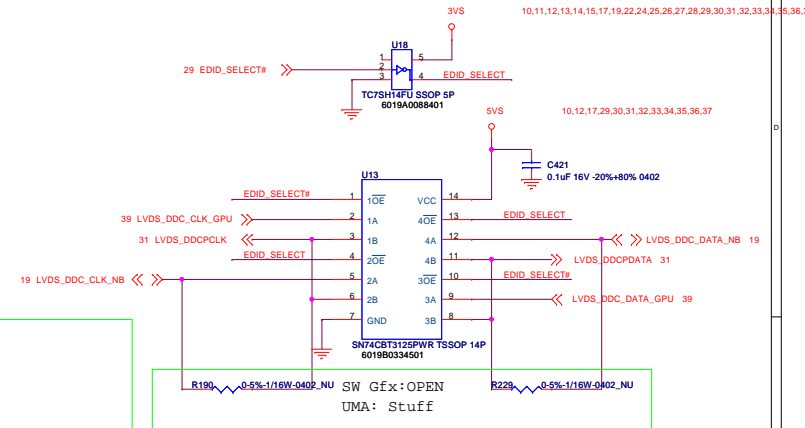 3VS
10,11,12,13,14,15,17,19,22,24,25,26,27,28,29,30,31,32,33,34,35,36,3
U18
1
5
29 EDID_SELECT#
2
3
4
EDID_SELECT
TC7SH14FU SSOP 5P
6019A0088401
5VS
10,12,17,29,30,31,32,33,34,35,36,37
D
C421
0.1uF 16V -20%+80% 0402
U13
EDID_SELECT#
1
1OE
VCC
14
39 LVDS_DDC_CLK_GPU
2
1A
4OE
13
EDID_SELECT
31 LVDS_DDCPCLK
3
1B
4A
12
LVDS_DDC_DATA_NB 19
EDID_SELECT
4
2OE
4B
11
LVDS_DDCPDATA 31
19 LVDS_DDC_CLK_NB
5
2A
3OE
10
EDID_SELECT#
6
2B
3A
9
LVDS_DDC_DATA_GPU 39
7
GND
3B
8
SN74CBT3125PWR TSSOP 14P
6019B0334501
R190
0-5%-1/16W-0402_NU
SW Gfx:OPEN
R229
0-5%-1/16W-0402_NU
UMA: Stuff